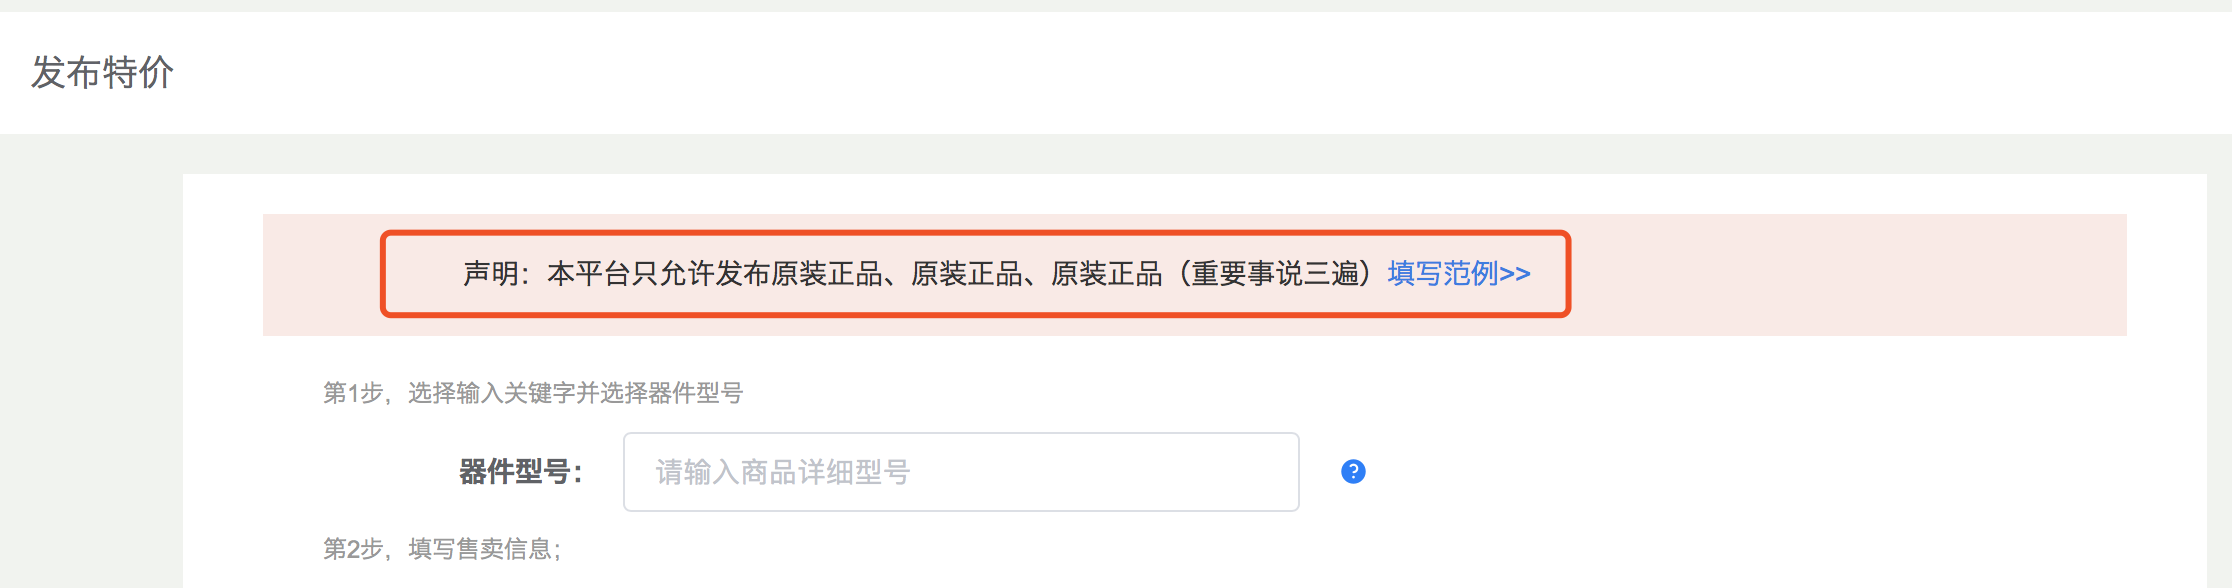 发布特价
声明：本平台只允许发布原装正品、原装正品、原装正品（重要事说三遍）填写范例>>
第1步，选择输入关键字并选择器件型号
器件型号：
请输入商品详细型号
?
第2步，填写售卖信息；